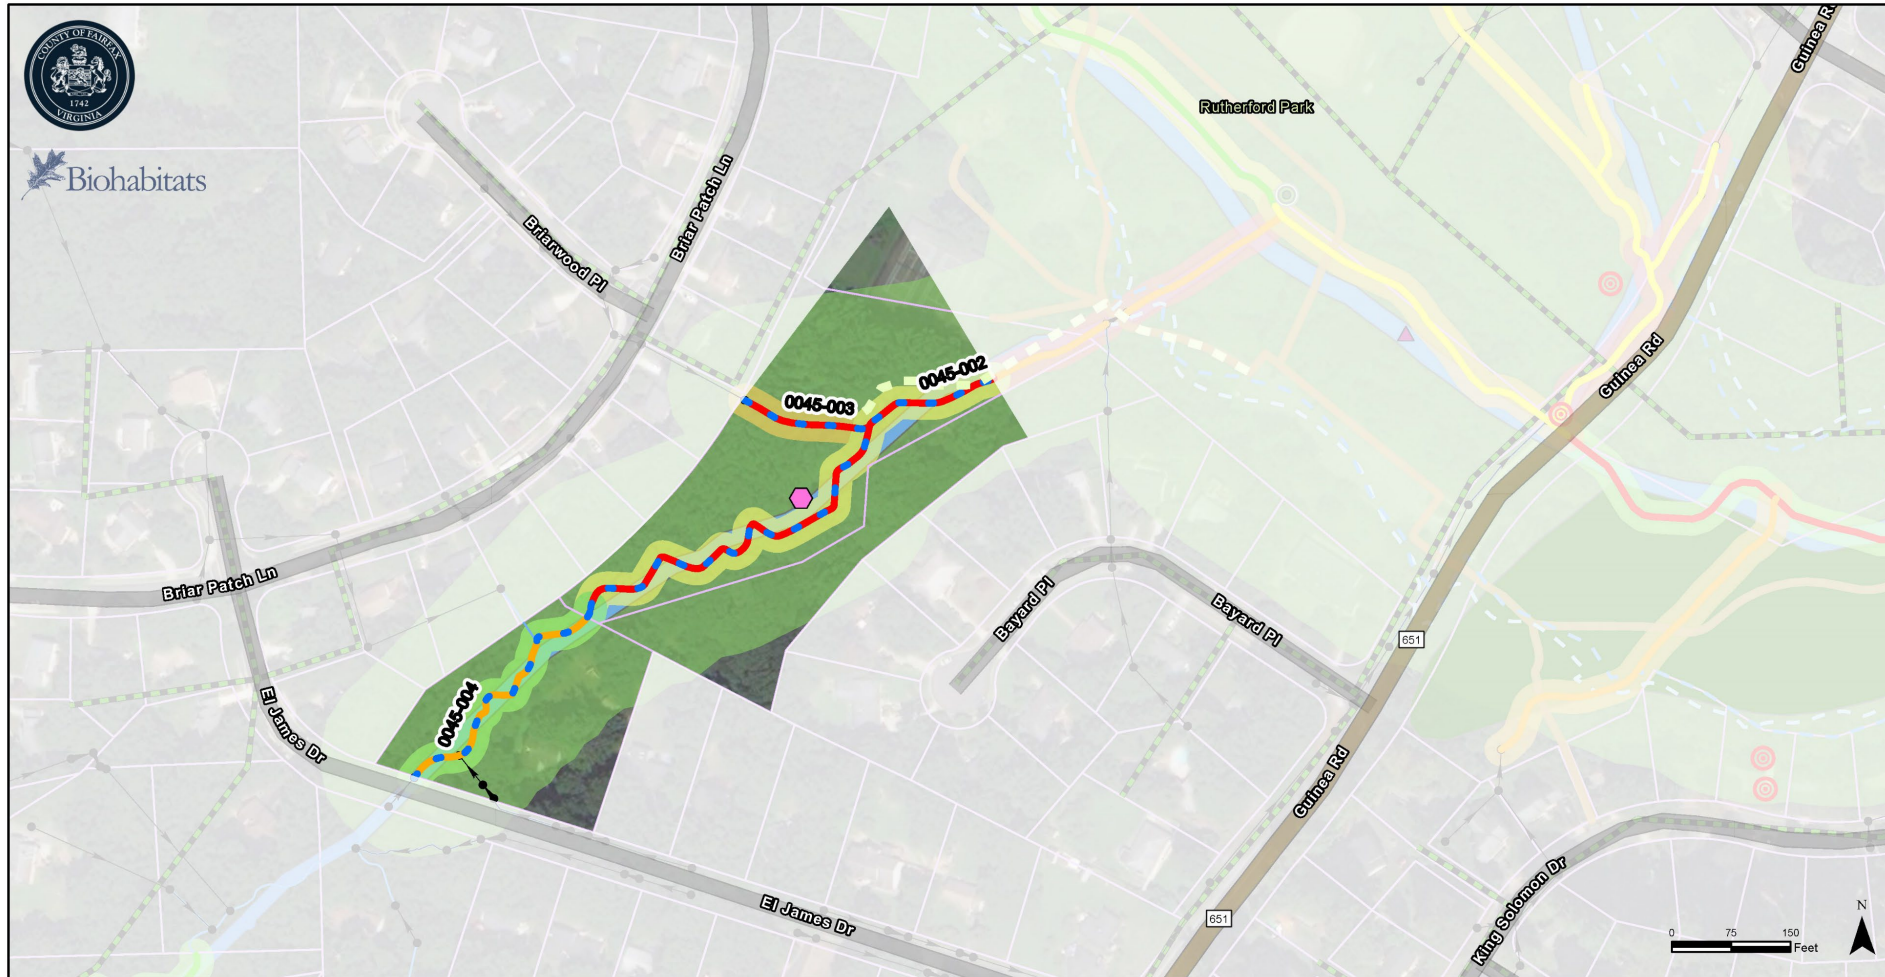 COUNTY OF FAIRFAX
1742
VIRGINIA
Biohabitats
Rutherford Park
Guinea Rd
Briar Patch Ln
Briarwood Pl
0045-002
0045-003
Guinea Rd
Briar Patch Ln
Bayard Pl
Bayard Pl
651
0045-004
El James Dr
Guinea Rd
El James Dr
651
King Solomon Dr
N
0 75 150
Feet